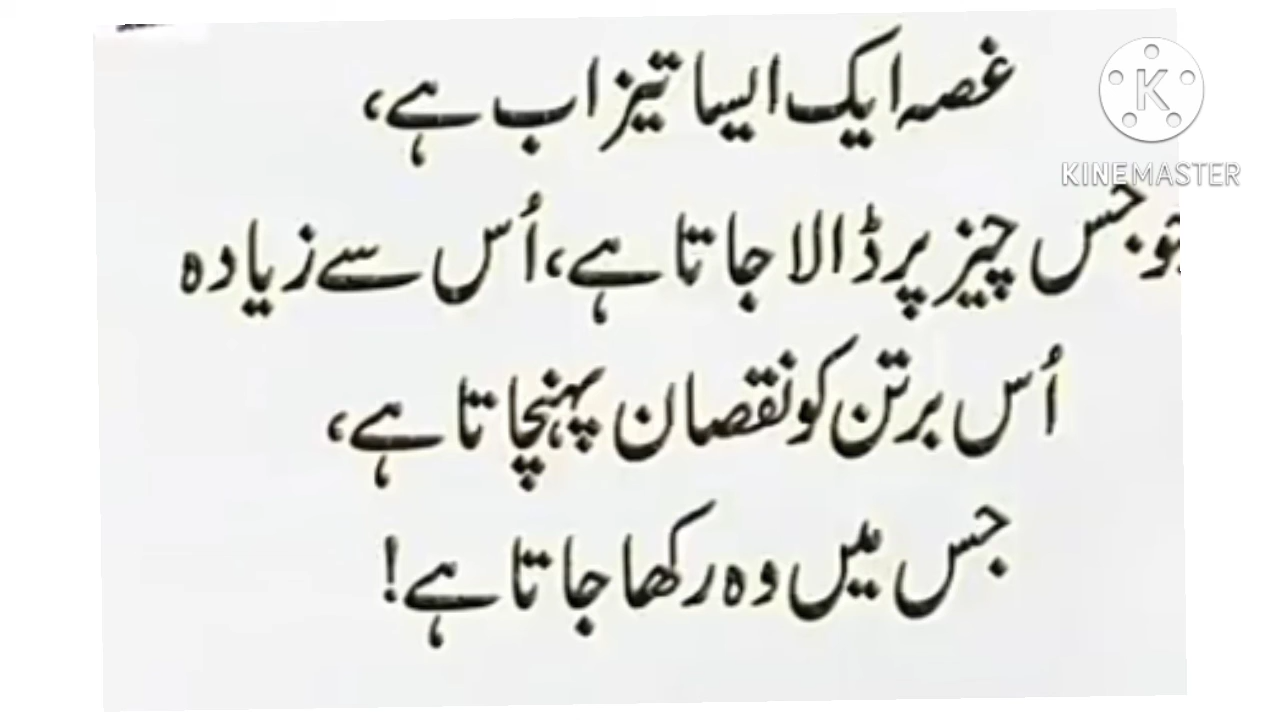 غصہ ایک ایسا تیزاب ہے،
جو جس چیز پر ڈالا جاتا ہے، اُس سے زیادہ
اُس برتن کو نقصان پہنچاتا ہے،
جس میں وہ رکھا جاتا ہے!
K
KINEMASTER